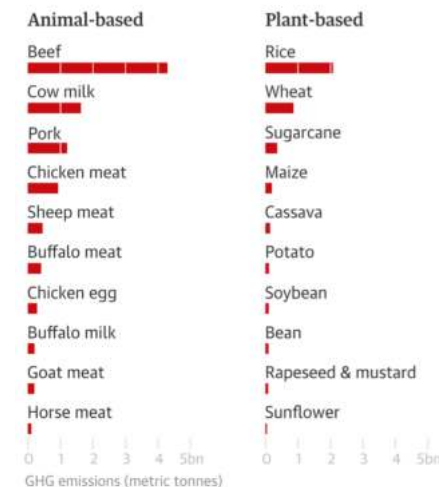 Animal-based
Beef
Cow milk
Pork
Chicken meat
Sheep meat
Buffalo meat
Chicken egg
Buffalo milk
Goat meat
Horse meat
0 1 2 3 4 5bn
GHG emissions (metric tonnes)
Plant-based
Rice
Wheat
Sugarcane
Maize
Cassava
Potato
Soybean
Bean
Rapeseed & mustard
Sunflower
0 1 2 3 4 5bn